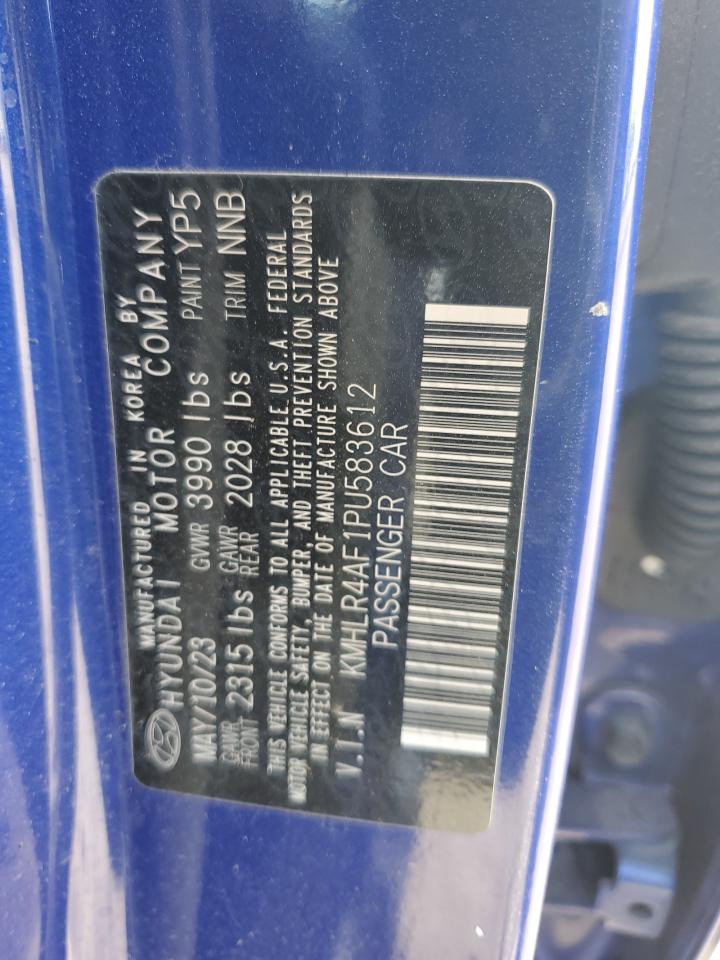 MANUFACTURED IN KOREA BY
HYUNDAI MOTOR COMPANY
MAY/10/23 GVWR 3990 lbs PAINT YP5
GAWR FRONT 2315 lbs GAWR REAR 2028 lbs TRIM NNB
THIS VEHICLE CONFORMS TO ALL APPLICABLE U.S.A. FEDERAL
MOTOR VEHICLE SAFETY, BUMPER, AND THEFT PREVENTION STANDARDS
IN EFFECT ON THE DATE OF MANUFACTURE SHOWN ABOVE
V.I.N KMHLR4AF1PU583612
PASSENGER CAR